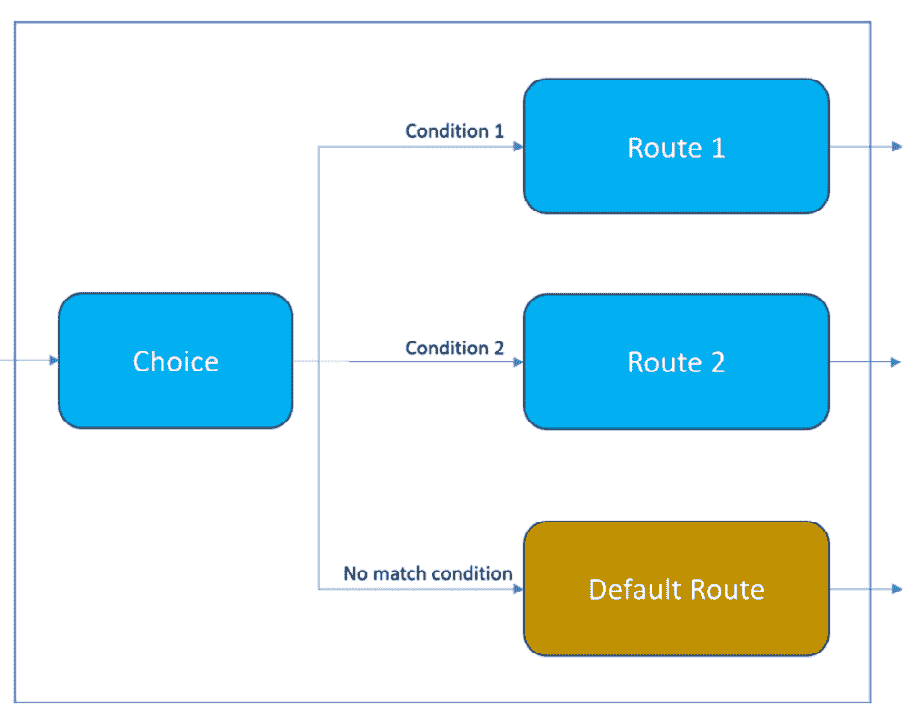 Condition 1
Route 1
Choice
Condition 2
Route 2
No match condition
Default Route